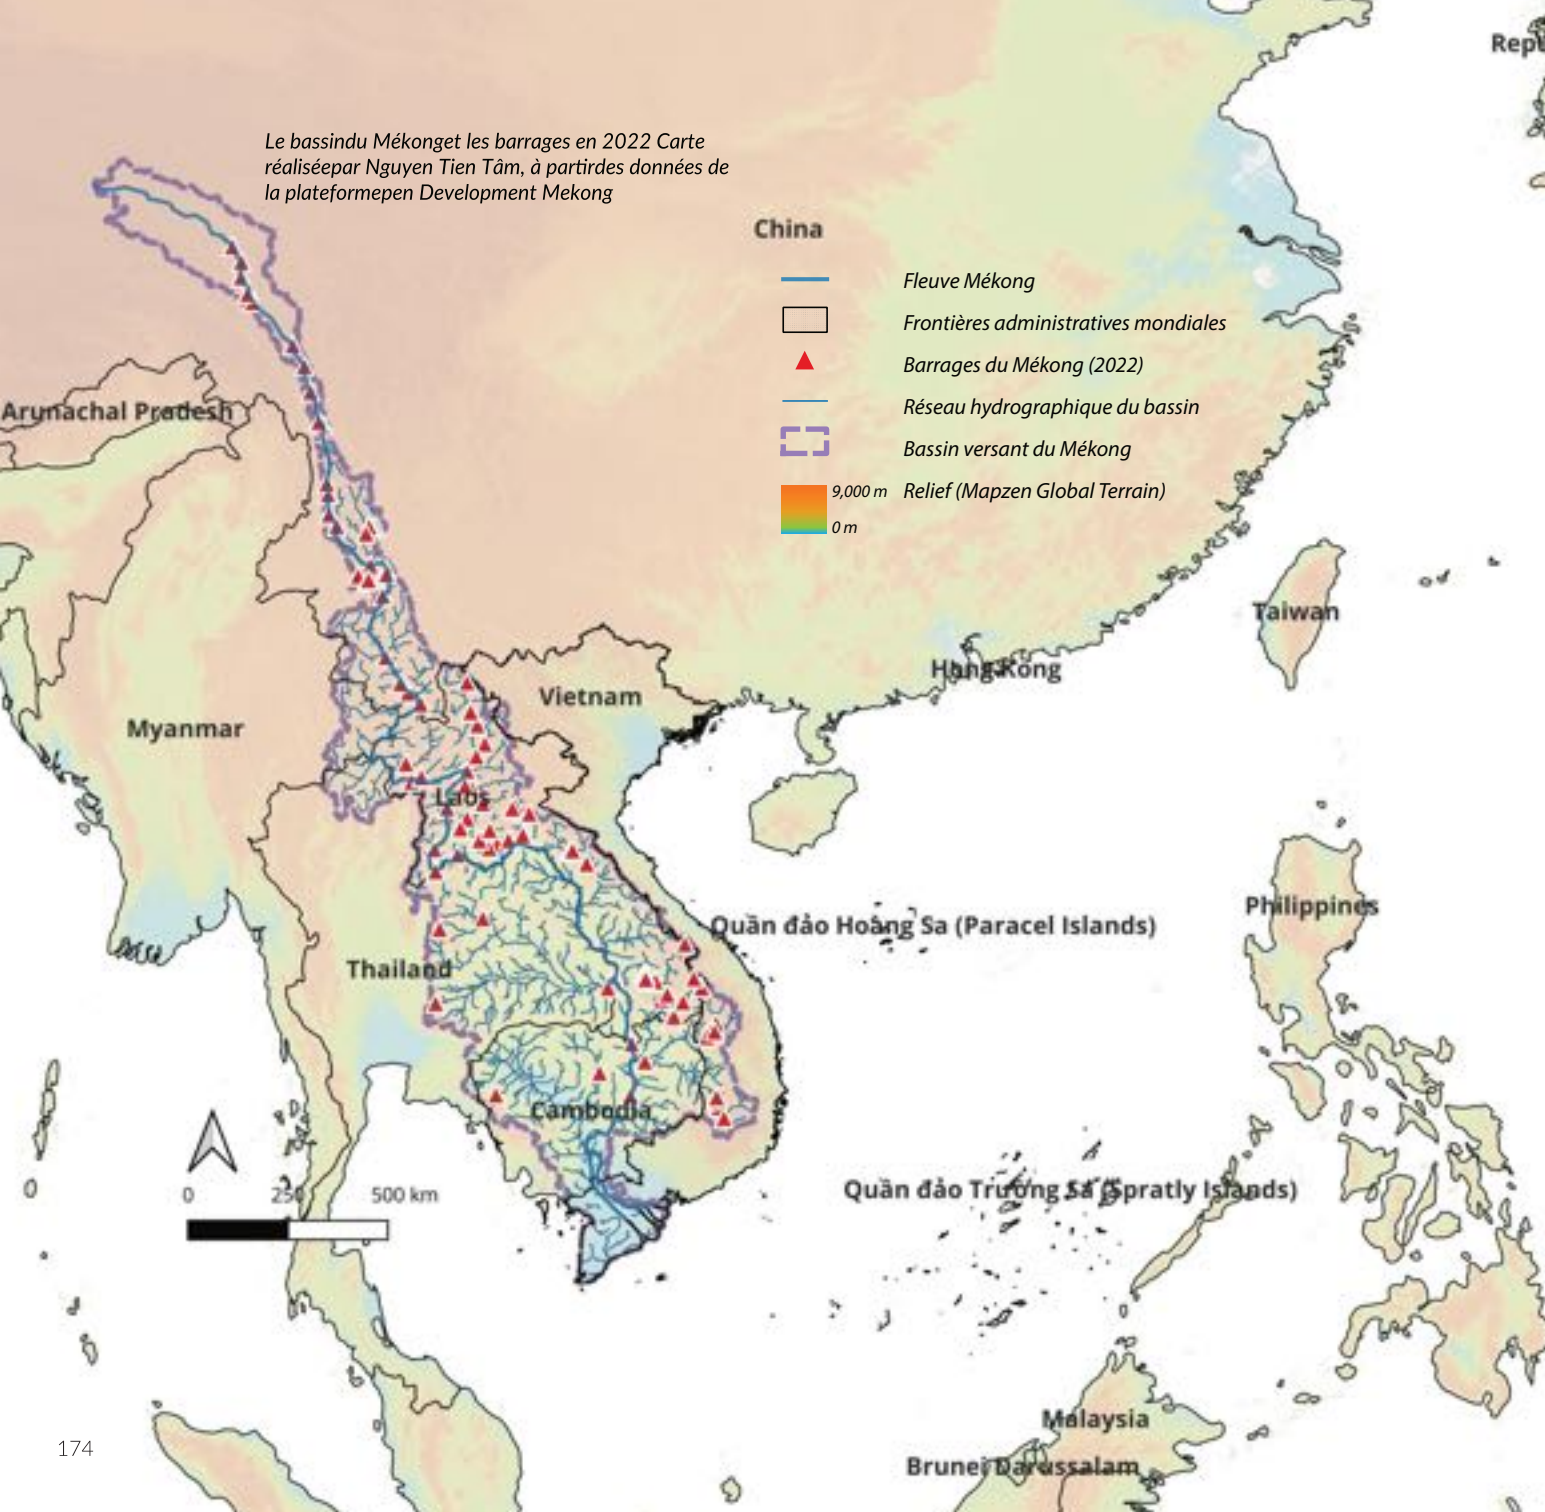 Repu
Le bassindu Mékonget les barrages en 2022 Carte
réaliséepar Nguyen Tien Tâm, à partirdes données de
la plateformepen Development Mekong
China
Fleuve Mékong
Frontières administratives mondiales
Barrages du Mékong (2022)
Réseau hydrographique du bassin
Bassin versant du Mékong
9,000 m Relief (Mapzen Global Terrain)
0 m
Arunachal Pradesh
Taiwan
Hong Kong
Vietnam
Myanmar
Laos
Philippines
Quần đảo Hoàng Sa (Paracel Islands)
Thailand
Cambodia
Quần đảo Trường Sa (Spratly Islands)
0 250 500 km
Malaysia
174
Brunei Darussalam